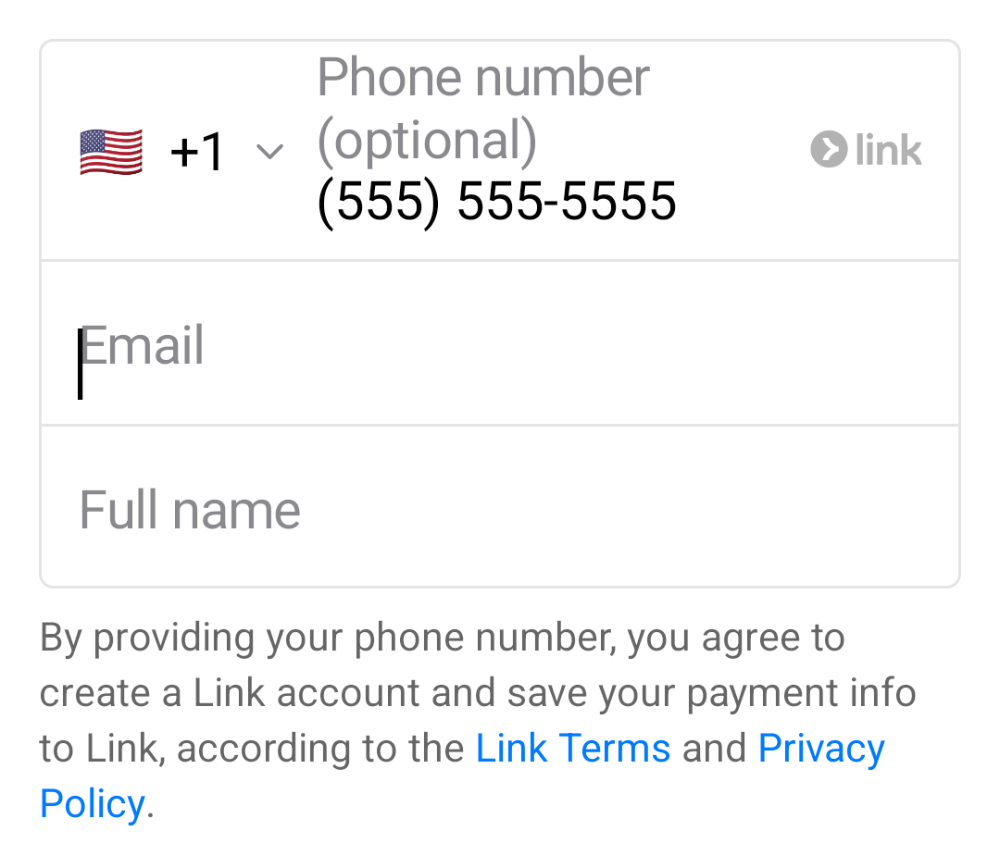 Phone number
(optional)
+1
(555) 555-5555
link
Email
Full name
By providing your phone number, you agree to
create a Link account and save your payment info
to Link, according to the Link Terms and Privacy
Policy.